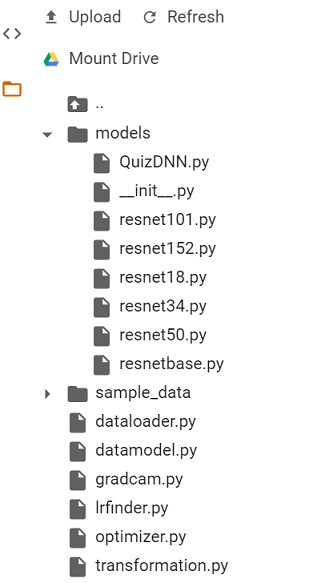 Upload Refresh
Mount Drive
..
models
QuizDNN.py
__init__.py
resnet101.py
resnet152.py
resnet18.py
resnet34.py
resnet50.py
resnetbase.py
sample_data
dataloader.py
datamodel.py
gradcam.py
lrfinder.py
optimizer.py
transformation.py